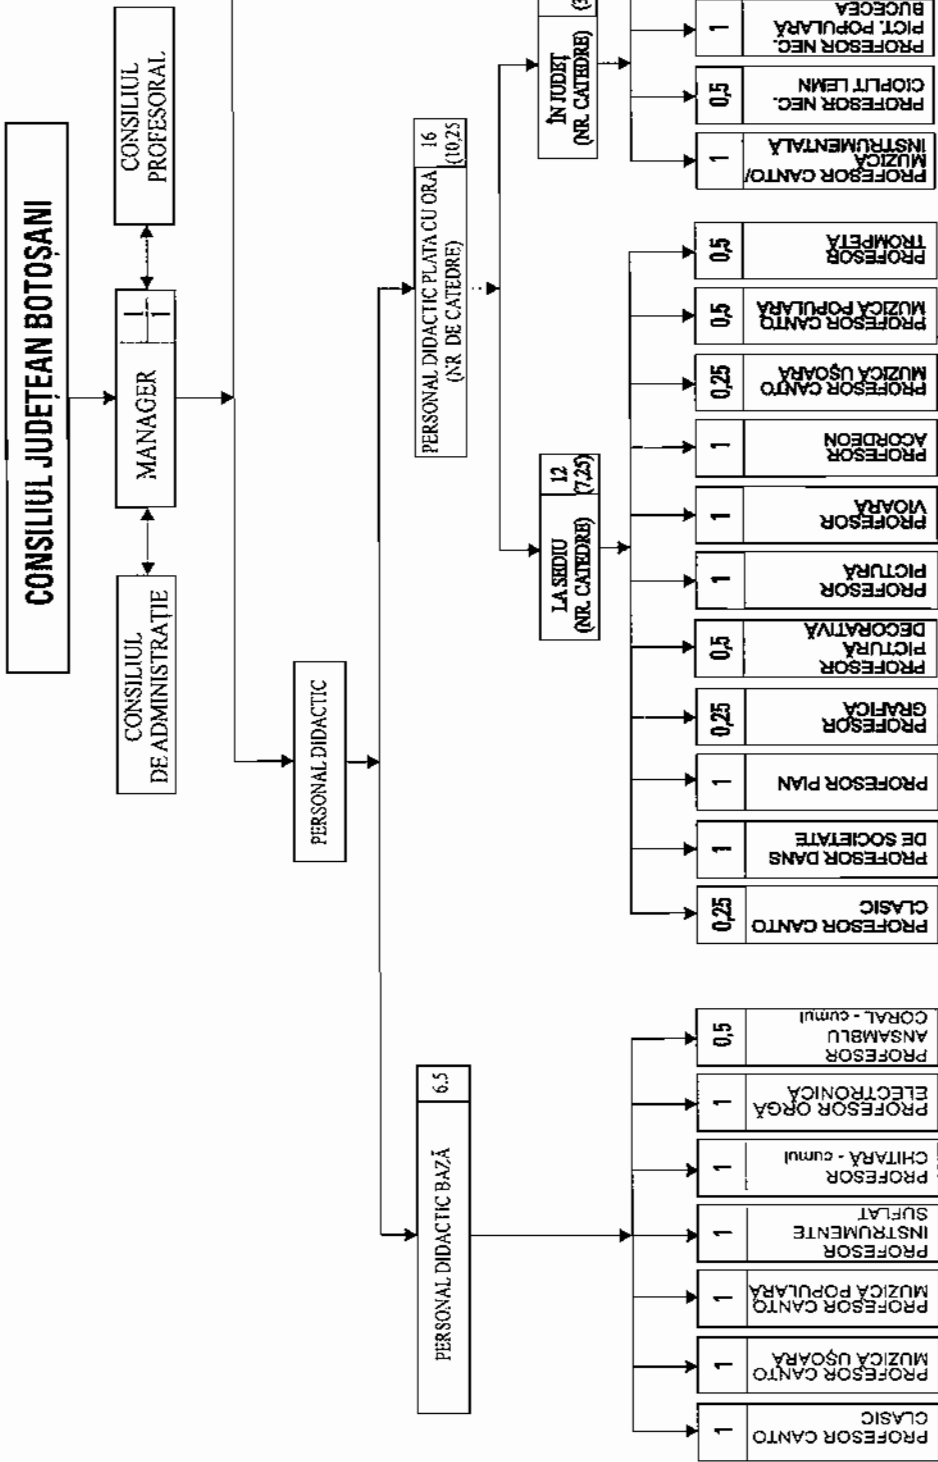 CONSILIUL JUDEȚEAN BOTOȘANI
CONSILIUL
DE ADMINISTRAȚIE
MANAGER
1
1
CONSILIUL
PROFESORAL
PERSONAL DIDACTIC
PERSONAL DIDACTIC BAZĂ
6.5
PERSONAL DIDACTIC PLATA CU ORA
(NR. DE CATEDRE)
16
(10,25
LA SEDIU
(NR. CATEDRE)
12
(7,25)
ÎN JUDEȚ
(NR. CATEDRE)
1
PROFESOR CANTO
CLASIC
1
PROFESOR CANTO
MUZICĂ UȘOARĂ
1
PROFESOR CANTO
MUZICĂ POPULARĂ
1
PROFESOR
INSTRUMENTE
SUFLAT
1
PROFESOR
CHITARĂ - cumul
1
PROFESOR ORGĂ
ELECTRONICĂ
0,5
PROFESOR
ANSAMBLU
CORAL - cumul
0,25
PROFESOR CANTO
CLASIC
1
PROFESOR DANS
DE SOCIETATE
1
PROFESOR PIAN
0,25
PROFESOR
GRAFICĂ
0,5
PROFESOR
PICTURĂ
DECORATIVĂ
1
PROFESOR
PICTURĂ
1
PROFESOR
VIOARĂ
1
PROFESOR
ACORDEON
0,25
PROFESOR CANTO
MUZICĂ UȘOARĂ
0,5
PROFESOR CANTO
MUZICĂ POPULARĂ
0,5
PROFESOR
TROMPETĂ
1
PROFESOR CANTO/
MUZICĂ
INSTRUMENTALĂ
0,5
PROFESOR NEC.
CIOPLIT LEMN
1
PROFESOR NEC.
PICT. POPULARĂ
BUCECEA